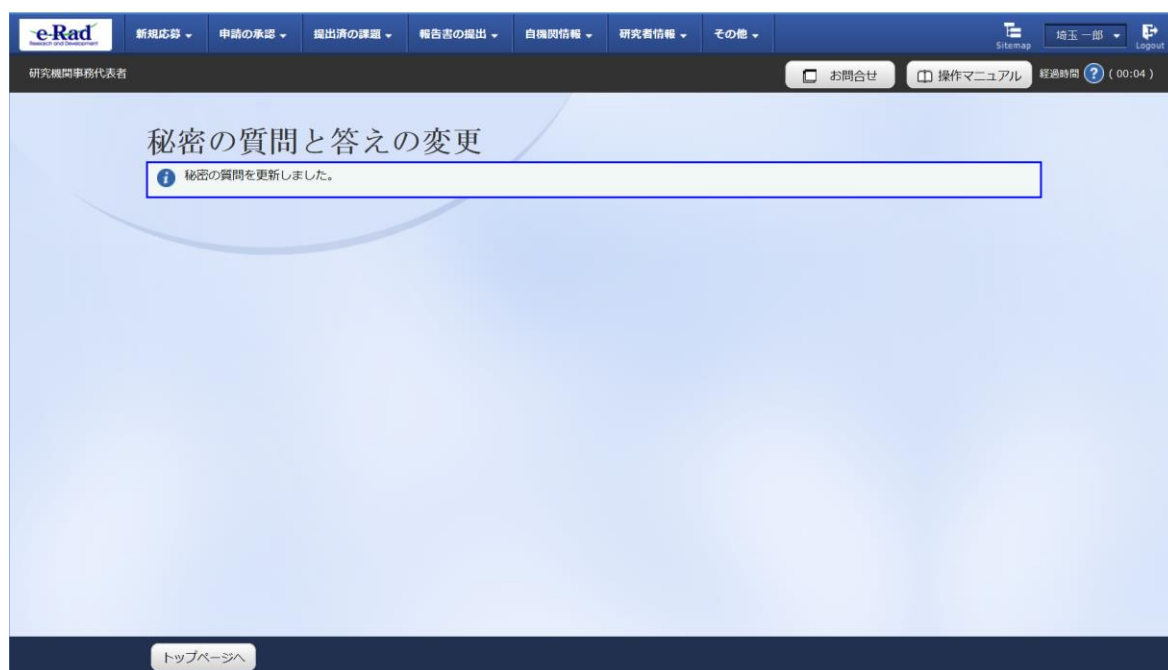 e-Rad
Research and Development
新規応募
申請の承認
提出済の課題
報告書の提出
自機関情報
研究者情報
その他
Sitemap
埼玉 一郎
Logout
研究機関事務代表者
お問合せ
操作マニュアル
経過時間 ? ( 00:04 )
秘密の質問と答えの変更
i 秘密の質問を更新しました。
トップページへ